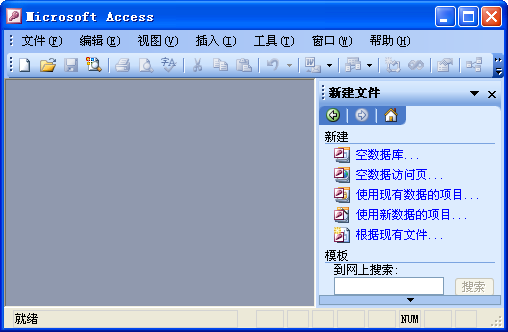 Microsoft Access
文件(F) 编辑(E) 视图(V) 插入(I) 工具(T) 窗口(W) 帮助(H)
新建文件
新建
空数据库...
空数据访问页...
使用现有数据的项目...
使用新数据的项目...
根据现有文件...
模板
到网上搜索:
搜索
就绪 NUM